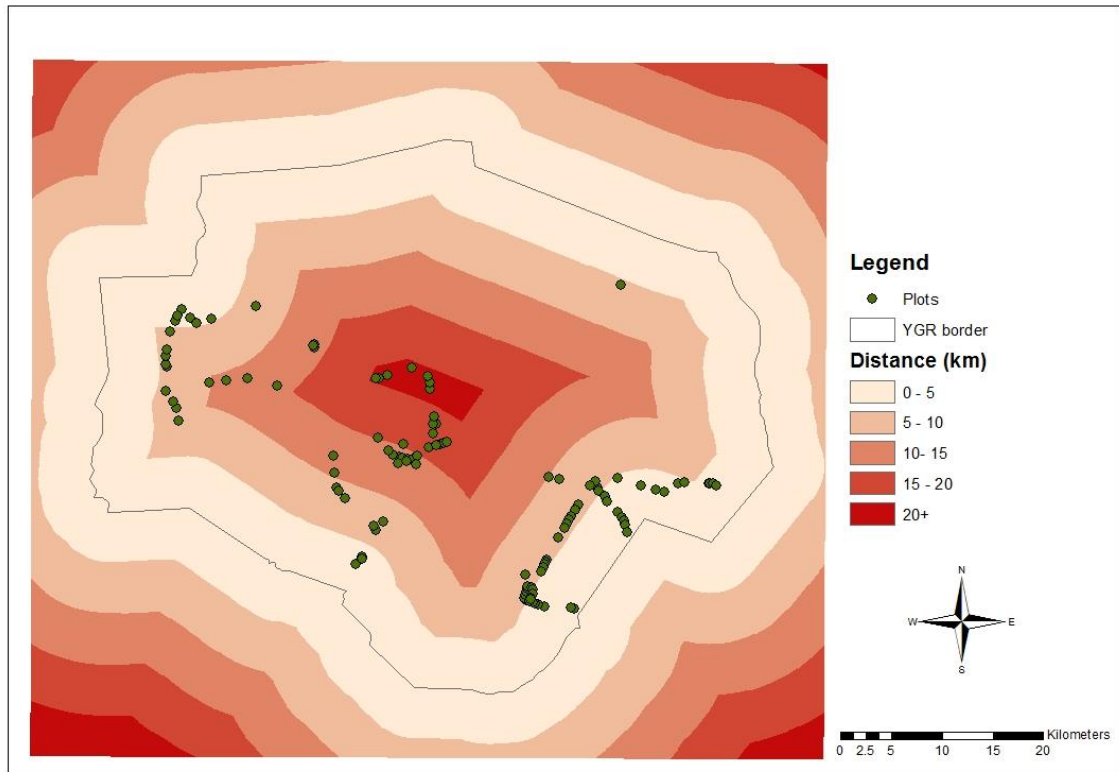 Legend
Plots
YGR border
Distance (km)
0 - 5
5 - 10
10- 15
15 - 20
20+
N
W E
S
Kilometers
0 2.5 5 10 15 20